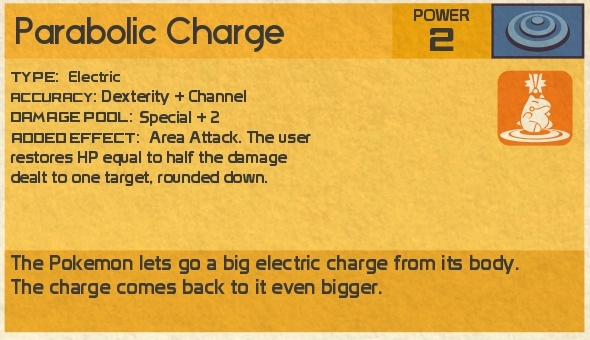 Parabolic Charge
POWER
2
TYPE: Electric
ACCURACY: Dexterity + Channel
DAMAGE POOL: Special + 2
ADDED EFFECT: Area Attack. The user
restores HP equal to half the damage
dealt to one target, rounded down.
The Pokemon lets go a big electric charge from its body.
The charge comes back to it even bigger.